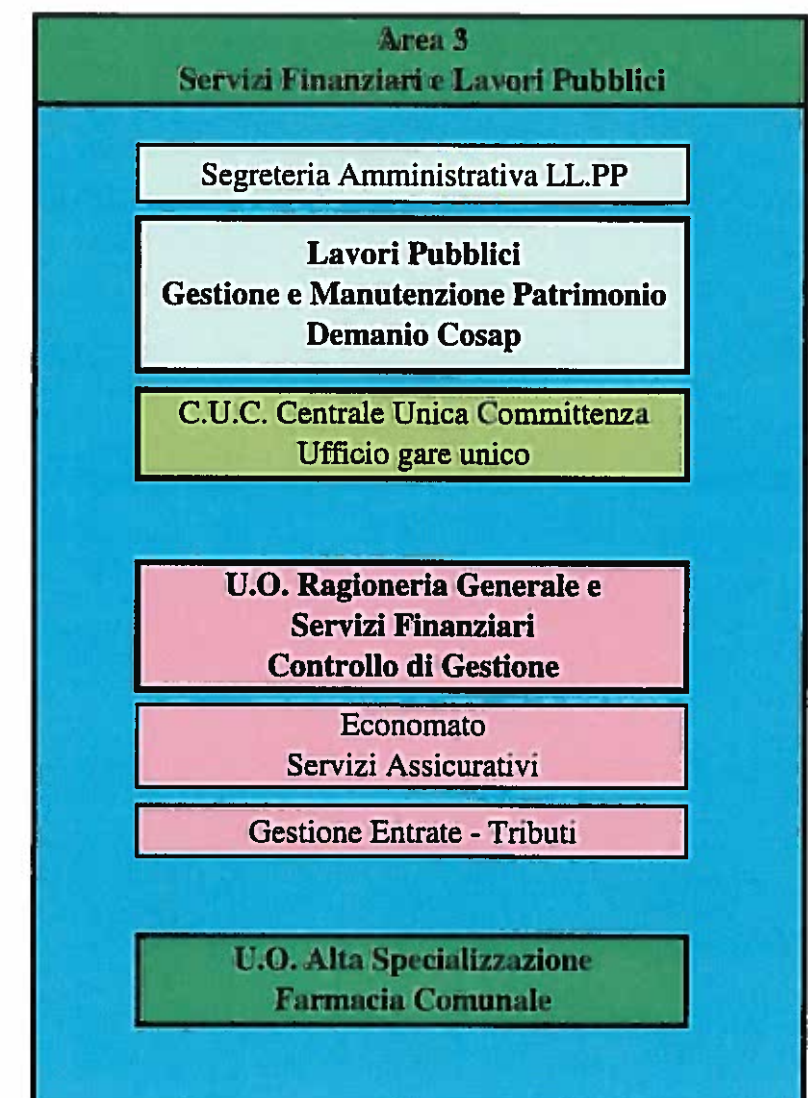 Area 3
Servizi Finanziari e Lavori Pubblici
Segreteria Amministrativa LL.PP
Lavori Pubblici
Gestione e Manutenzione Patrimonio
Demanio Cosap
C.U.C. Centrale Unica Committenza
Ufficio gare unico
U.O. Ragioneria Generale e
Servizi Finanziari
Controllo di Gestione
Economato
Servizi Assicurativi
Gestione Entrate - Tributi
U.O. Alta Specializzazione
Farmacia Comunale